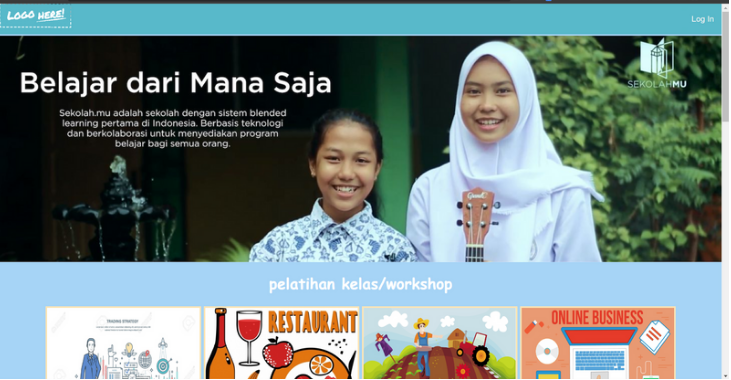 LOGO HERE!
Log In
Belajar dari Mana Saja
SEKOLAHMU
Sekolah.mu adalah sekolah dengan sistem blended
learning pertama di Indonesia. Berbasis teknologi
dan berkolaborasi untuk menyediakan program
belajar bagi semua orang.
pelatihan kelas/workshop
TRADING STRATEGY
RESTAURANT
ONLINE BUSINESS